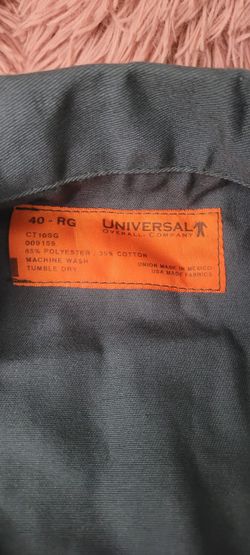 40 - RG UNIVERSAL
OVERALL COMPANY
CT10SG
009159
65% POLYESTER / 35% COTTON
MACHINE WASH UNION MADE IN MEXICO
TUMBLE DRY USA MADE FABRICS